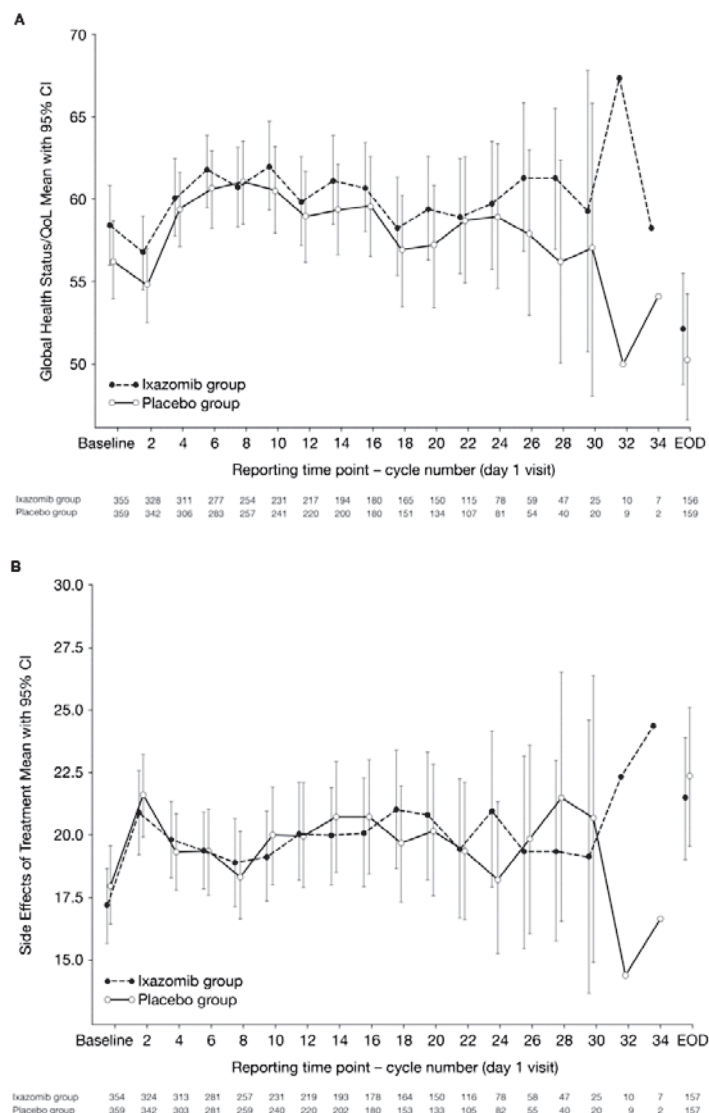 A
Global Health Status/QoL Mean with 95% CI
70
65
60
55
50
Ixazomib group
Placebo group
Baseline 2 4 6 8 10 12 14 16 18 20 22 24 26 28 30 32 34 EOD
Reporting time point – cycle number (day 1 visit)
Ixazomib group 355 328 311 277 254 231 217 194 180 165 150 115 78 59 47 25 10 7 156
Placebo group 359 342 306 283 257 241 220 200 180 151 134 107 81 54 40 20 9 2 159
B
Side Effects of Treatment Mean with 95% CI
30.0
27.5
25.0
22.5
20.0
17.5
15.0
Ixazomib group
Placebo group
Baseline 2 4 6 8 10 12 14 16 18 20 22 24 26 28 30 32 34 EOD
Reporting time point – cycle number (day 1 visit)
Ixazomib group 354 324 313 281 257 231 219 193 178 164 150 116 78 58 47 25 10 7 157
Placebo group 359 342 303 281 259 240 220 202 180 153 133 105 82 55 40 20 9 2 157